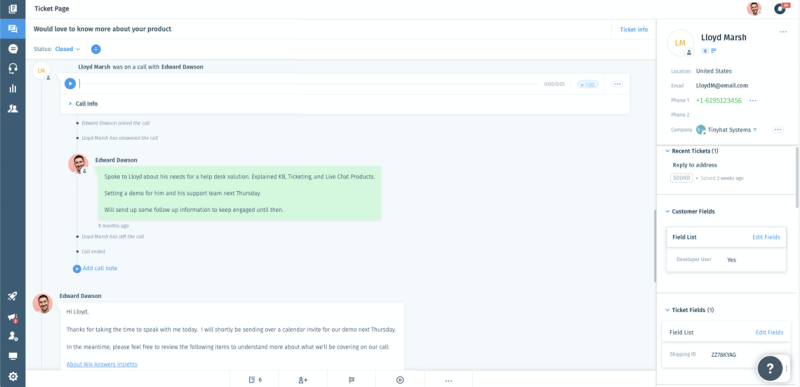 Ticket Page
Would love to know more about your product
Ticket info
Status: Closed
LM
Lloyd Marsh was on a call with Edward Dawson
0:00/0:03
1.00
Call Info
Edward Dawson joined the call
Lloyd Marsh has answered the call
Edward Dawson
Spoke to Lloyd about his needs for a help desk solution. Explained KB, Ticketing, and Live Chat Products.
Setting a demo for him and his support team next Thursday.
Will send up some follow up information to keep engaged until then.
9 months ago
Lloyd Marsh has left the call
Call ended
Add call note
Edward Dawson
Hi Lloyd,
Thanks for taking the time to speak with me today. I will shortly be sending over a calendar invite for our demo next Thursday.
In the meantime, please feel free to review the following items to understand more about what we'll be covering on our call:
About Wix Answers Insights
6
LM
Lloyd Marsh
Location United States
Email LloydM@email.com
Phone 1 +1-6195123456
Phone 2
Company Tinyhat Systems
Recent Tickets (1)
Reply to address
SOLVED • Solved 2 weeks ago
Customer Fields
Field List Edit Fields
Developer User Yes
Ticket Fields (1)
Field List Edit Fields
Shipping ID ZZ78KYAG
?